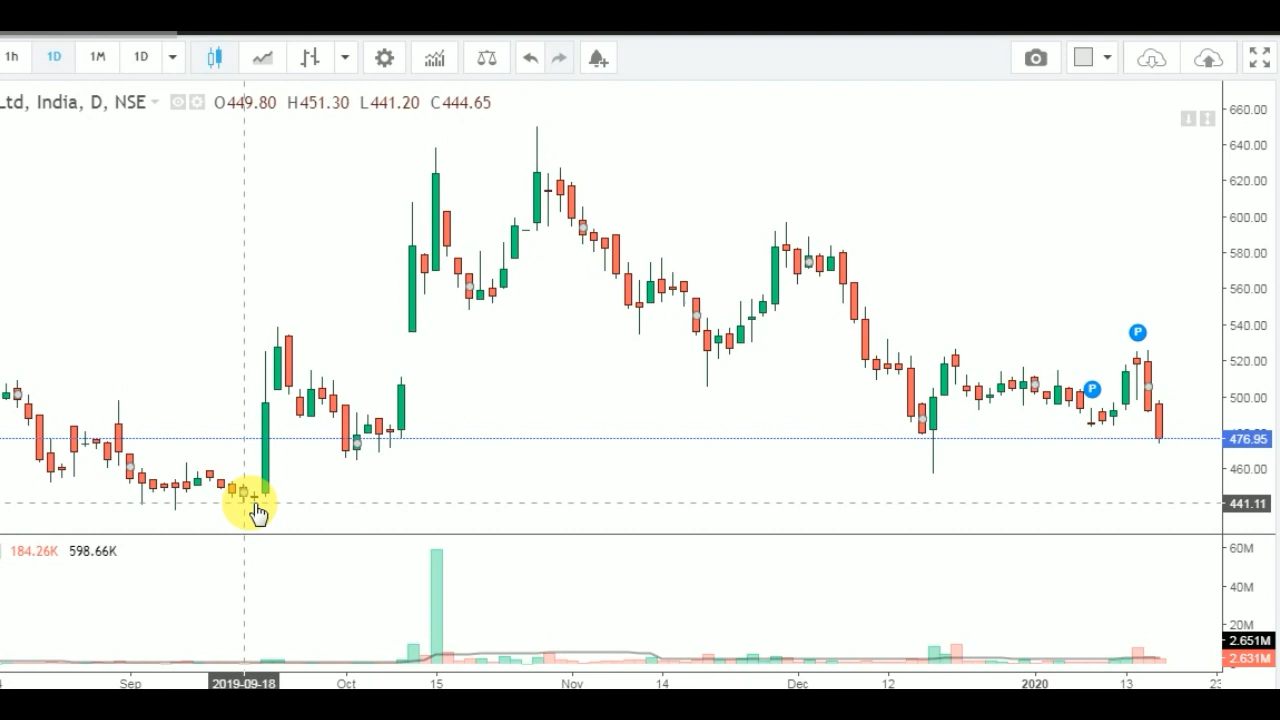 1h 1D 1M 1D
Ltd, India, D, NSE O449.80 H451.30 L441.20 C444.65
660.00
640.00
620.00
600.00
580.00
560.00
540.00
520.00
500.00
476.95
460.00
441.11
P
P
184.26K 598.66K
60M
40M
20M
2.651M
2.631M
Sep 2019-09-18 Oct 15 Nov 14 Dec 12 2020 13